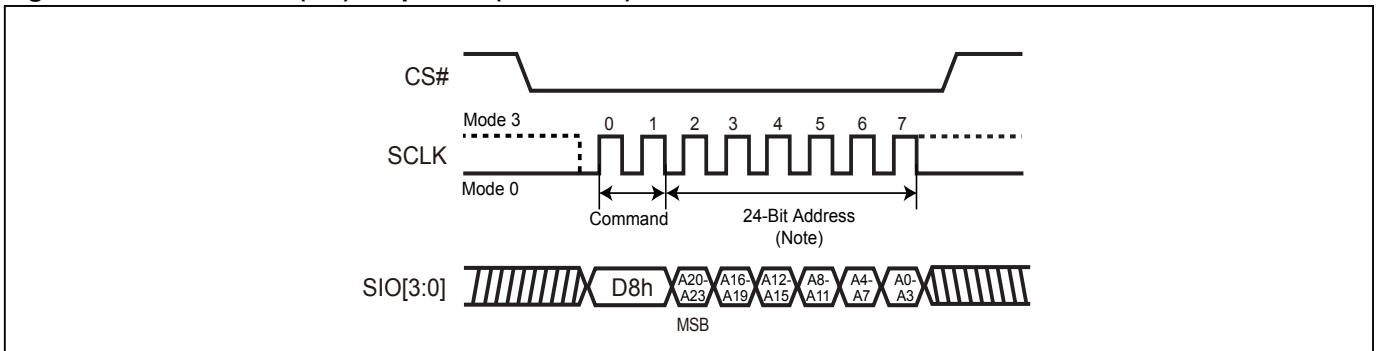 CS#
Mode 3
0 1 2 3 4 5 6 7
SCLK
Mode 0
Command
24-Bit Address
(Note)
SIO[3:0]
D8h
A20-
A23
A16-
A19
A12-
A15
A8-
A11
A4-
A7
A0-
A3
MSB